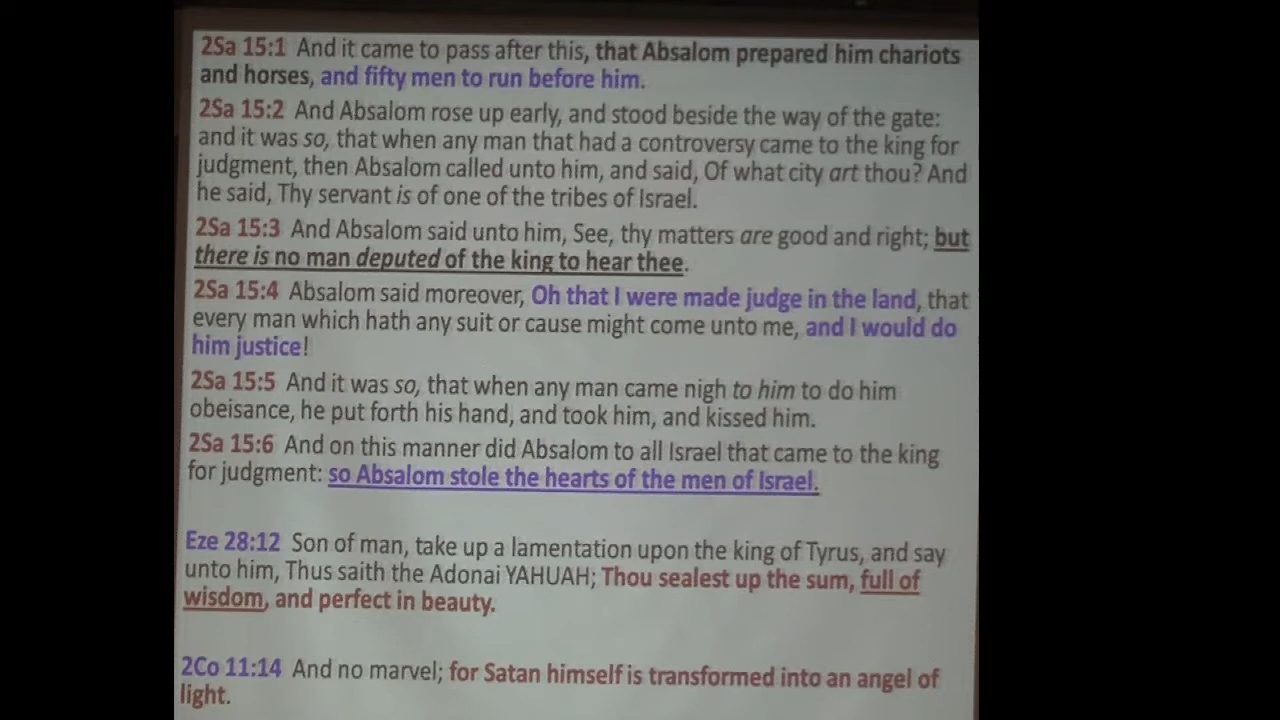 2Sa 15:1 And it came to pass after this, that Absalom prepared him chariots
and horses, and fifty men to run before him.
2Sa 15:2 And Absalom rose up early, and stood beside the way of the gate:
and it was so, that when any man that had a controversy came to the king for
judgment, then Absalom called unto him, and said, Of what city art thou? And
he said, Thy servant is of one of the tribes of Israel.
2Sa 15:3 And Absalom said unto him, See, thy matters are good and right; but
there is no man deputed of the king to hear thee.
2Sa 15:4 Absalom said moreover, Oh that I were made judge in the land, that
every man which hath any suit or cause might come unto me, and I would do
him justice!
2Sa 15:5 And it was so, that when any man came nigh to him to do him
obeisance, he put forth his hand, and took him, and kissed him.
2Sa 15:6 And on this manner did Absalom to all Israel that came to the king
for judgment: so Absalom stole the hearts of the men of Israel.
Eze 28:12 Son of man, take up a lamentation upon the king of Tyrus, and say
unto him, Thus saith the Adonai YAHUAH; Thou sealest up the sum, full of
wisdom, and perfect in beauty.
2Co 11:14 And no marvel; for Satan himself is transformed into an angel of
light.